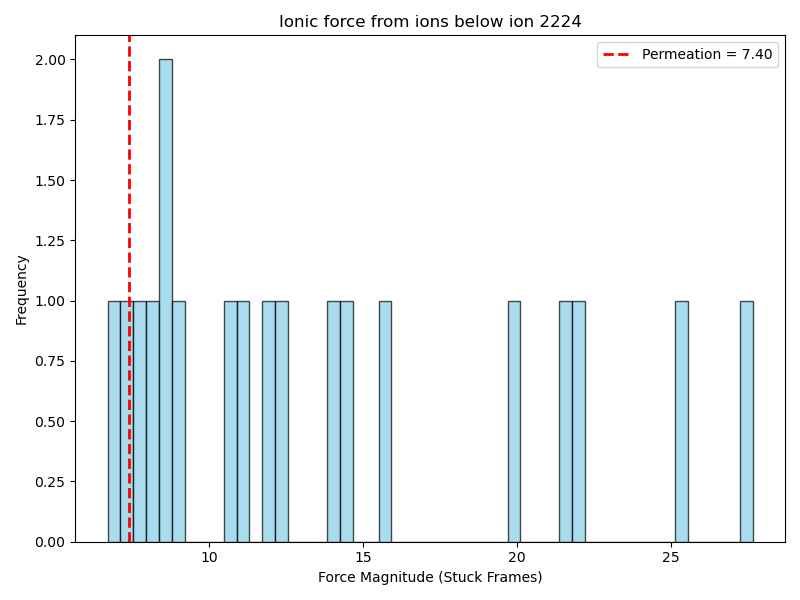 Ionic force from ions below ion 2224
Permeation = 7.40
2.00
1.75
1.50
1.25
1.00
0.75
0.50
0.25
0.00
Frequency
10 15 20 25
Force Magnitude (Stuck Frames)